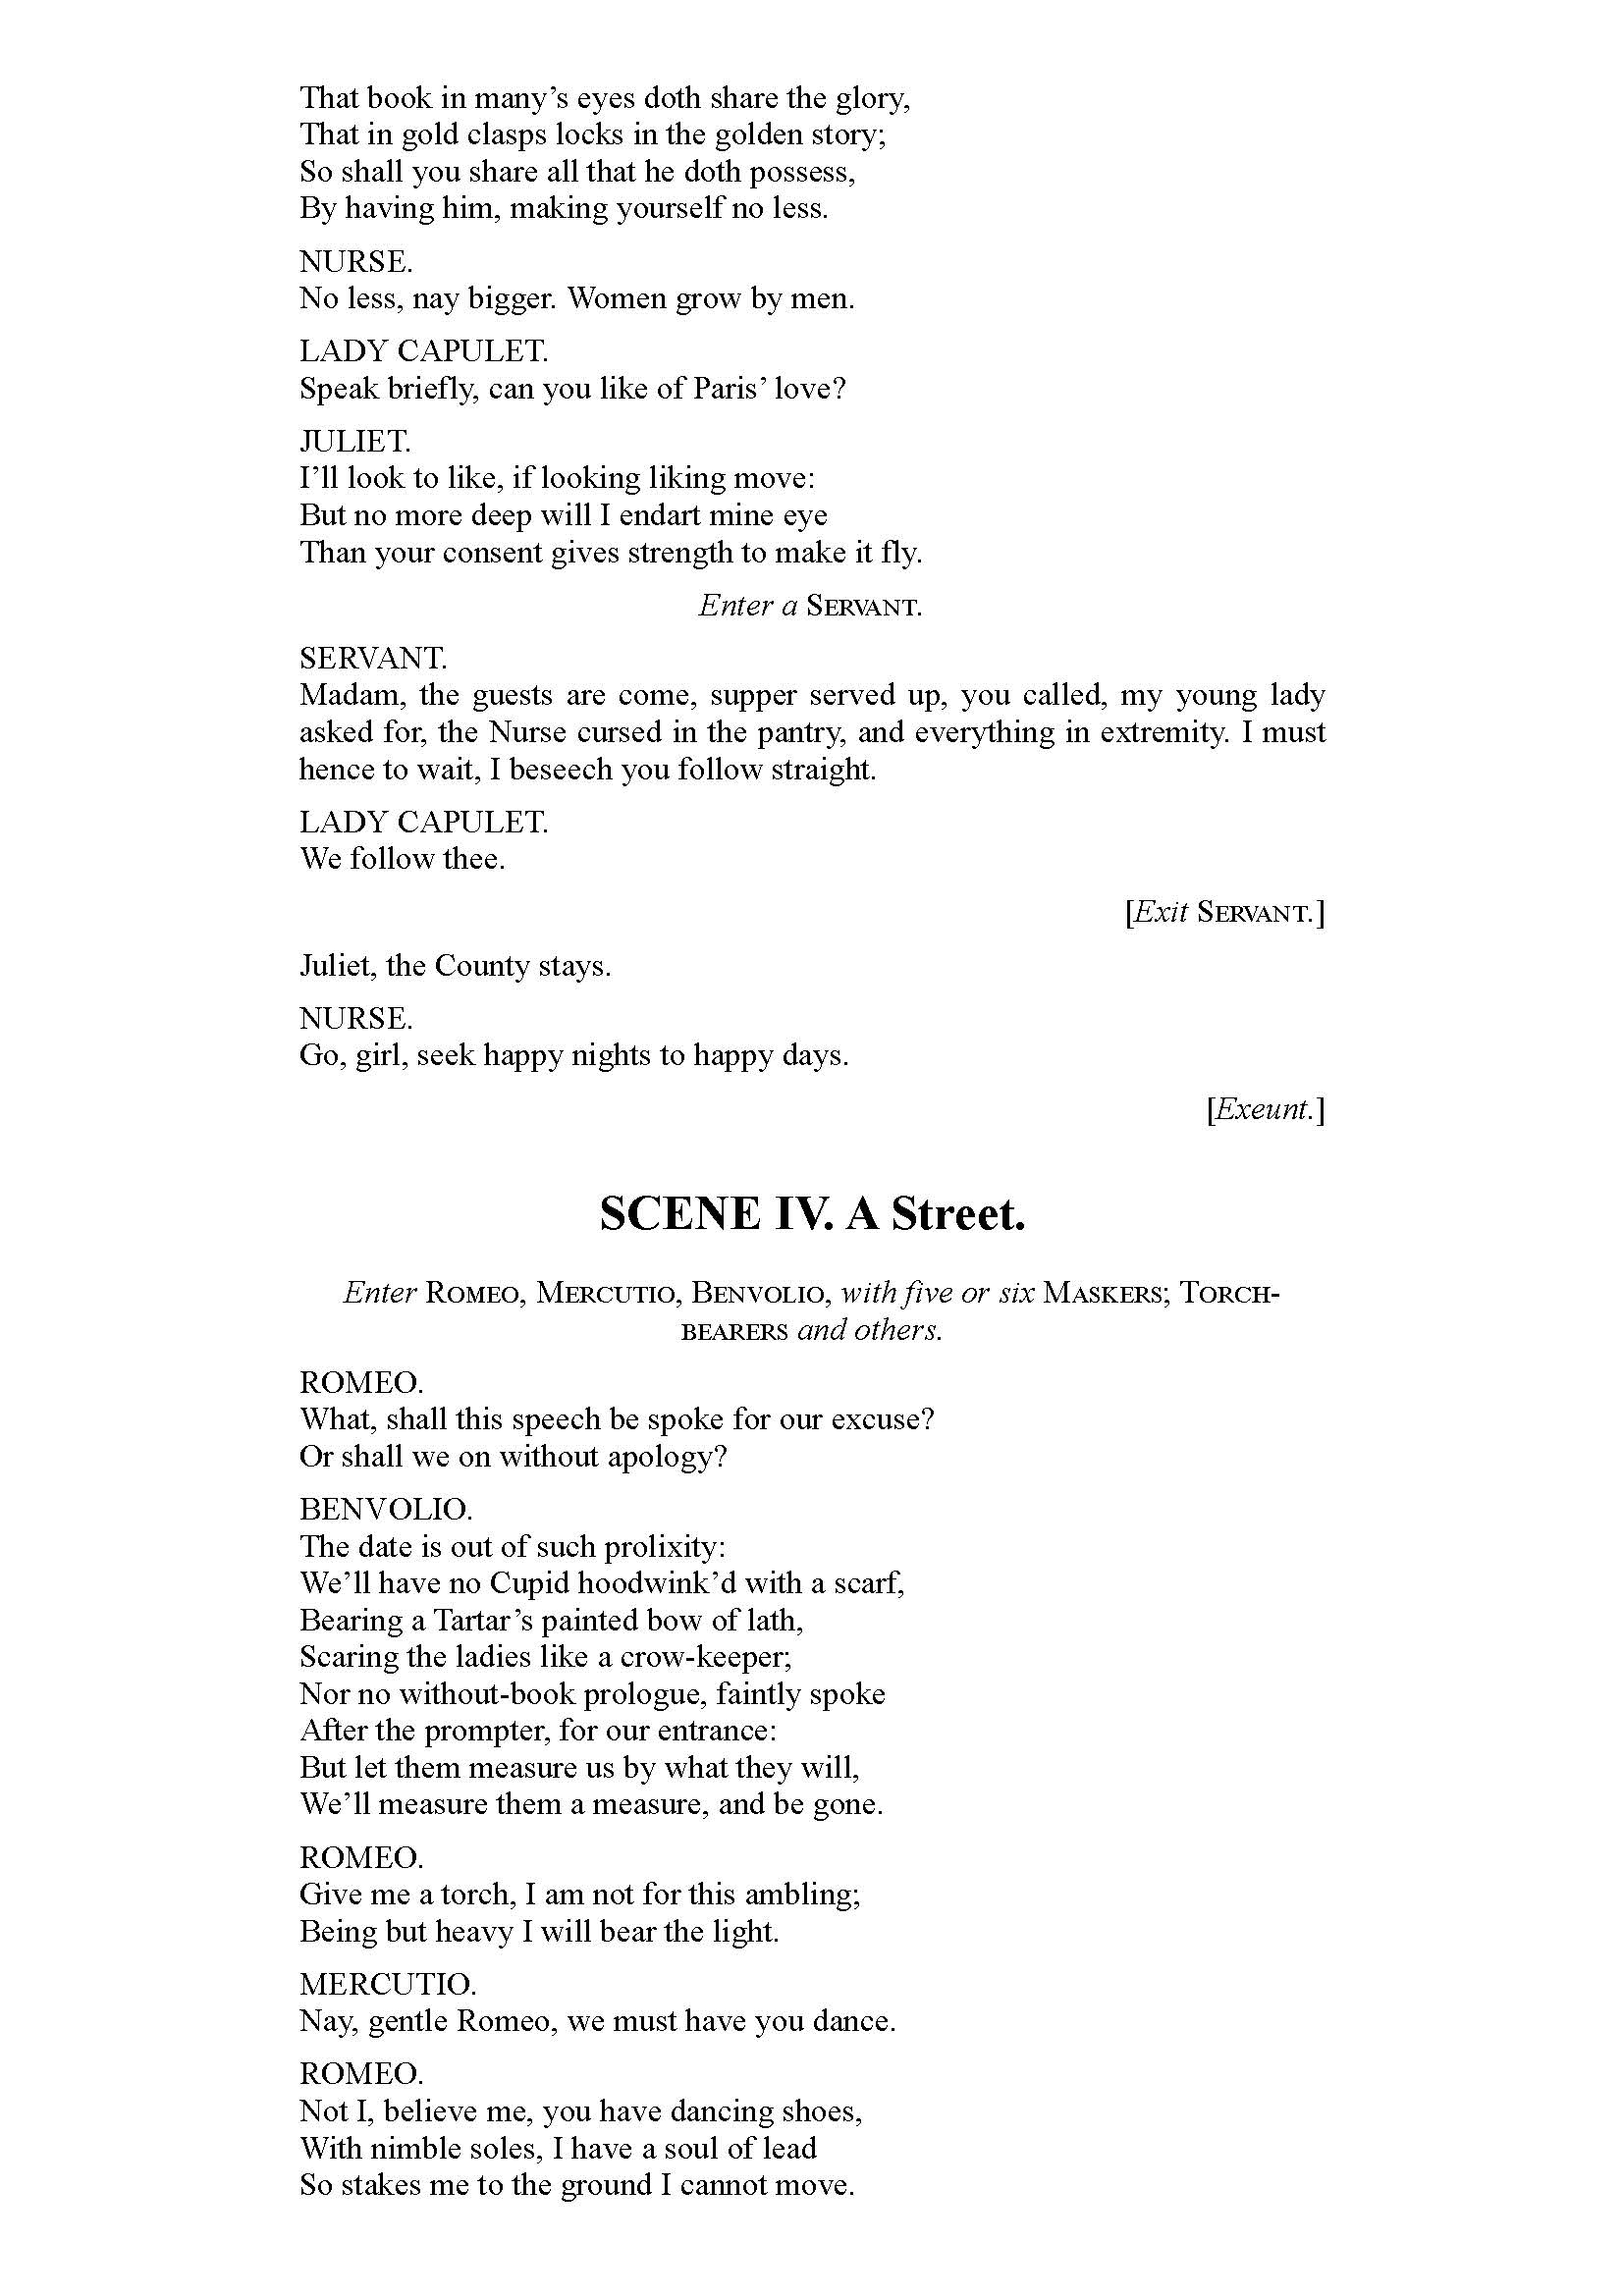 That book in many’s eyes doth share the glory,
That in gold clasps locks in the golden story;
So shall you share all that he doth possess,
By having him, making yourself no less.
NURSE.
No less, nay bigger. Women grow by men.
LADY CAPULET.
Speak briefly, can you like of Paris’ love?
JULIET.
I’ll look to like, if looking liking move:
But no more deep will I endart mine eye
Than your consent gives strength to make it fly.
Enter a Servant.
SERVANT.
Madam, the guests are come, supper served up, you called, my young lady
asked for, the Nurse cursed in the pantry, and everything in extremity. I must
hence to wait, I beseech you follow straight.
LADY CAPULET.
We follow thee.
[Exit Servant.]
Juliet, the County stays.
NURSE.
Go, girl, seek happy nights to happy days.
[Exeunt.]
SCENE IV. A Street.
Enter Romeo, Mercutio, Benvolio, with five or six Maskers; Torch-
bearers and others.
ROMEO.
What, shall this speech be spoke for our excuse?
Or shall we on without apology?
BENVOLIO.
The date is out of such prolixity:
We’ll have no Cupid hoodwink’d with a scarf,
Bearing a Tartar’s painted bow of lath,
Scaring the ladies like a crow-keeper;
Nor no without-book prologue, faintly spoke
After the prompter, for our entrance:
But let them measure us by what they will,
We’ll measure them a measure, and be gone.
ROMEO.
Give me a torch, I am not for this ambling;
Being but heavy I will bear the light.
MERCUTIO.
Nay, gentle Romeo, we must have you dance.
ROMEO.
Not I, believe me, you have dancing shoes,
With nimble soles, I have a soul of lead
So stakes me to the ground I cannot move.